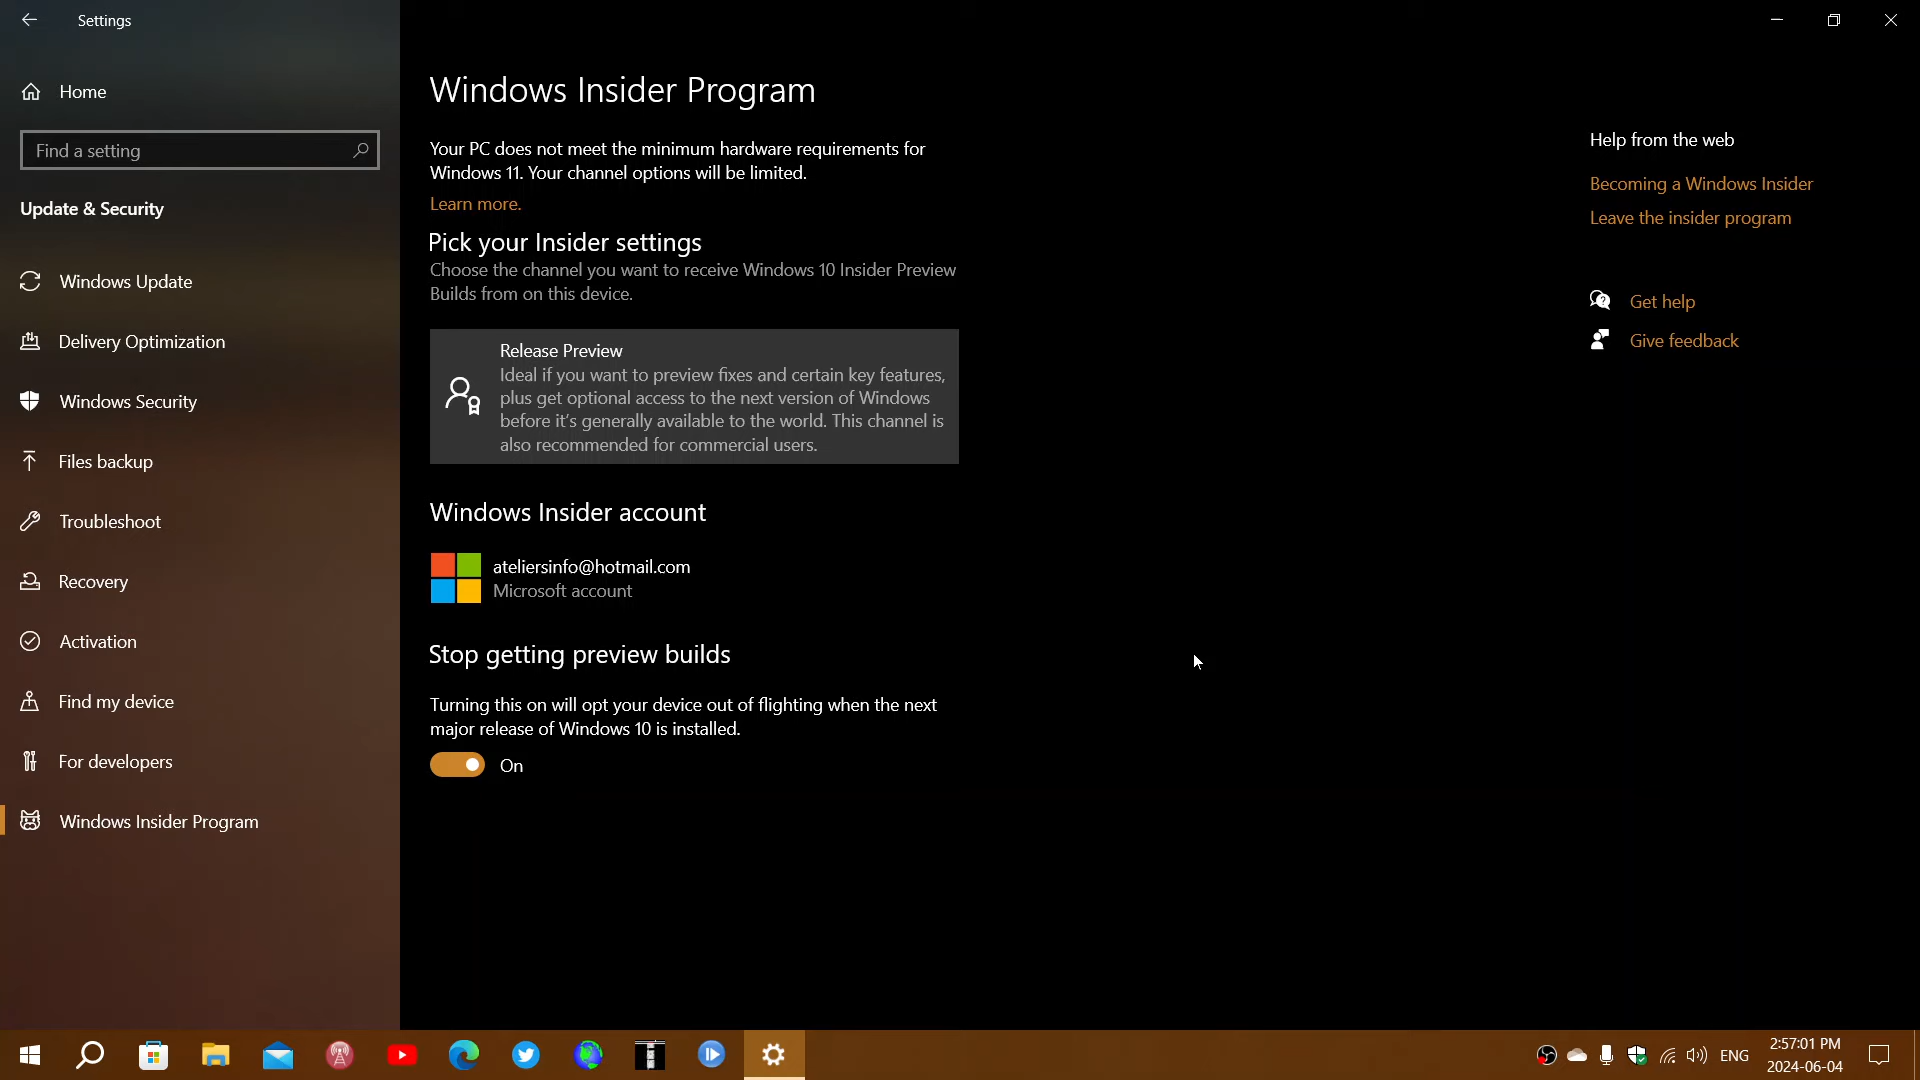 Settings
Home
Find a setting
Update & Security
Windows Update
Delivery Optimization
Windows Security
Files backup
Troubleshoot
Recovery
Activation
Find my device
For developers
Windows Insider Program
Windows Insider Program
Your PC does not meet the minimum hardware requirements for
Windows 11. Your channel options will be limited.
Learn more.
Pick your Insider settings
Choose the channel you want to receive Windows 10 Insider Preview
Builds from on this device.
Release Preview
Ideal if you want to preview fixes and certain key features,
plus get optional access to the next version of Windows
before it's generally available to the world. This channel is
also recommended for commercial users.
Windows Insider account
ateliersinfo@hotmail.com
Microsoft account
Stop getting preview builds
Turning this on will opt your device out of flighting when the next
major release of Windows 10 is installed.
On
Help from the web
Becoming a Windows Insider
Leave the insider program
Get help
Give feedback
ENG
2:57:01 PM
2024-06-04